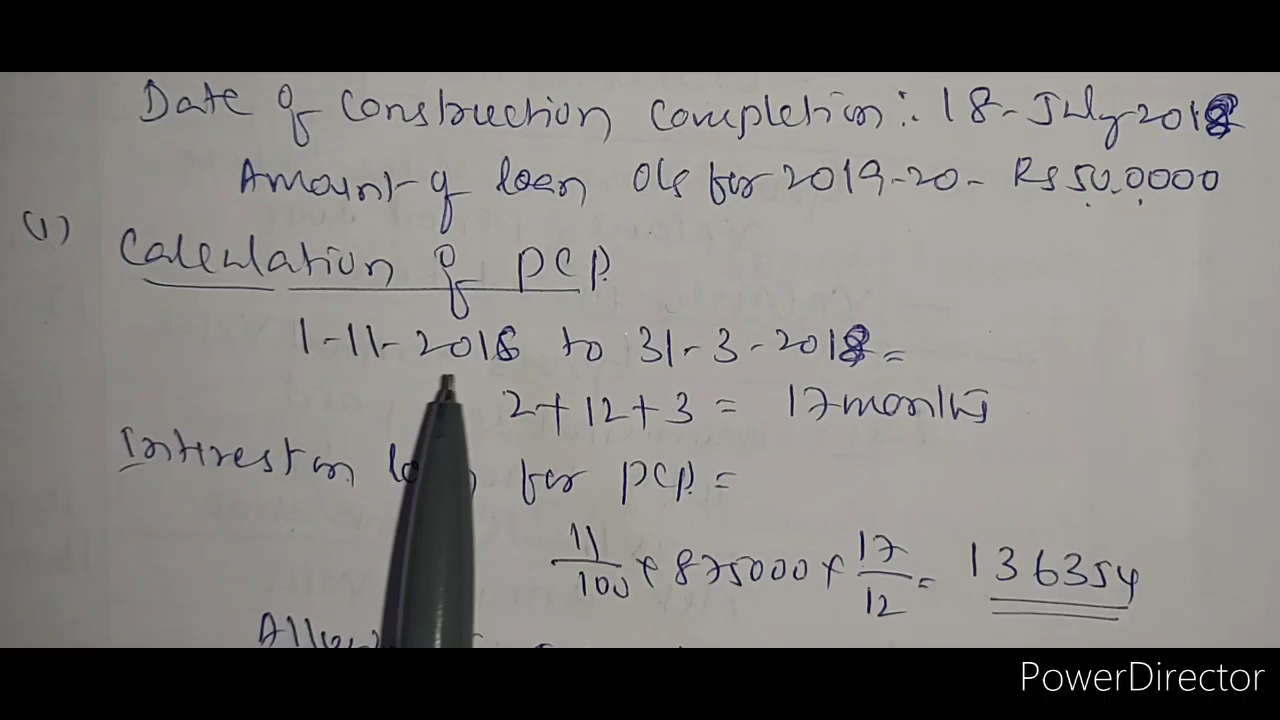 Date of Construction Completion: 18-July 2018
Amount of loan O/s for 2019-20- Rs 50,0000
(1) Calculation of PCP.
1-11-2016 to 31-3-2018 =
2+12+3 = 17 months
Interest on for PCP. =
11/100 × 875000 × 17/12 = 136354
PowerDirector